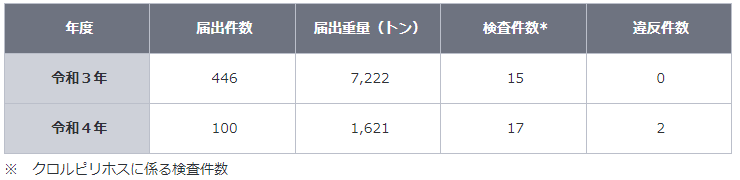 年度 届出件数 届出重量（トン） 検査件数* 違反件数
令和３年 446 7,222 15 0
令和４年 100 1,621 17 2
※　クロルピリホスに係る検査件数